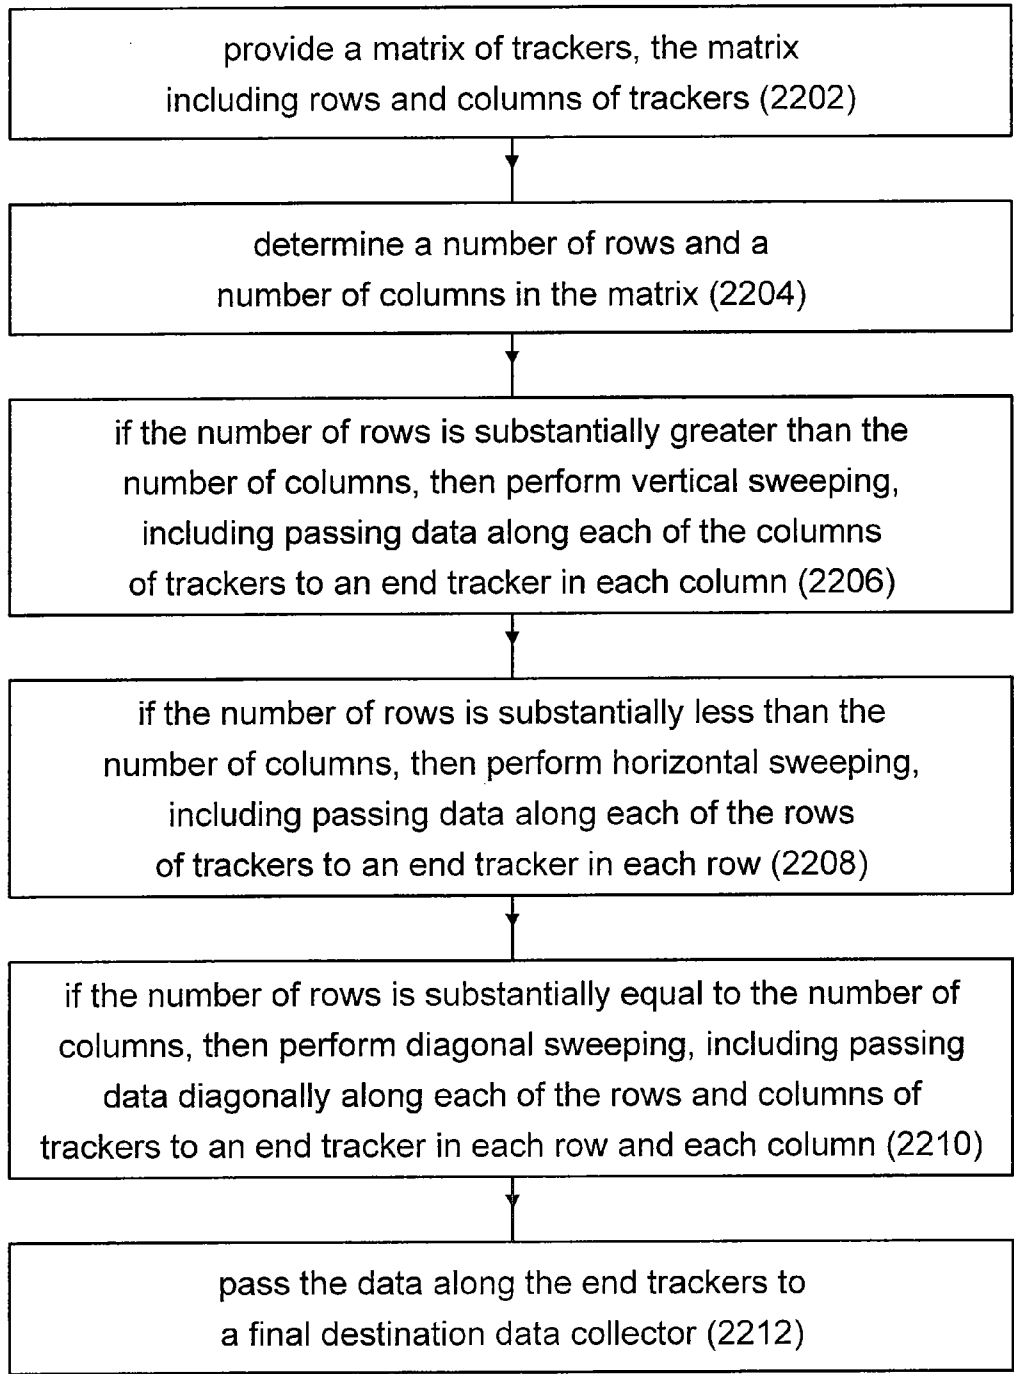 provide a matrix of trackers, the matrix
including rows and columns of trackers (2202)
determine a number of rows and a
number of columns in the matrix (2204)
if the number of rows is substantially greater than the
number of columns, then perform vertical sweeping,
including passing data along each of the columns
of trackers to an end tracker in each column (2206)
if the number of rows is substantially less than the
number of columns, then perform horizontal sweeping,
including passing data along each of the rows
of trackers to an end tracker in each row (2208)
if the number of rows is substantially equal to the number of
columns, then perform diagonal sweeping, including passing
data diagonally along each of the rows and columns of
trackers to an end tracker in each row and each column (2210)
pass the data along the end trackers to
a final destination data collector (2212)